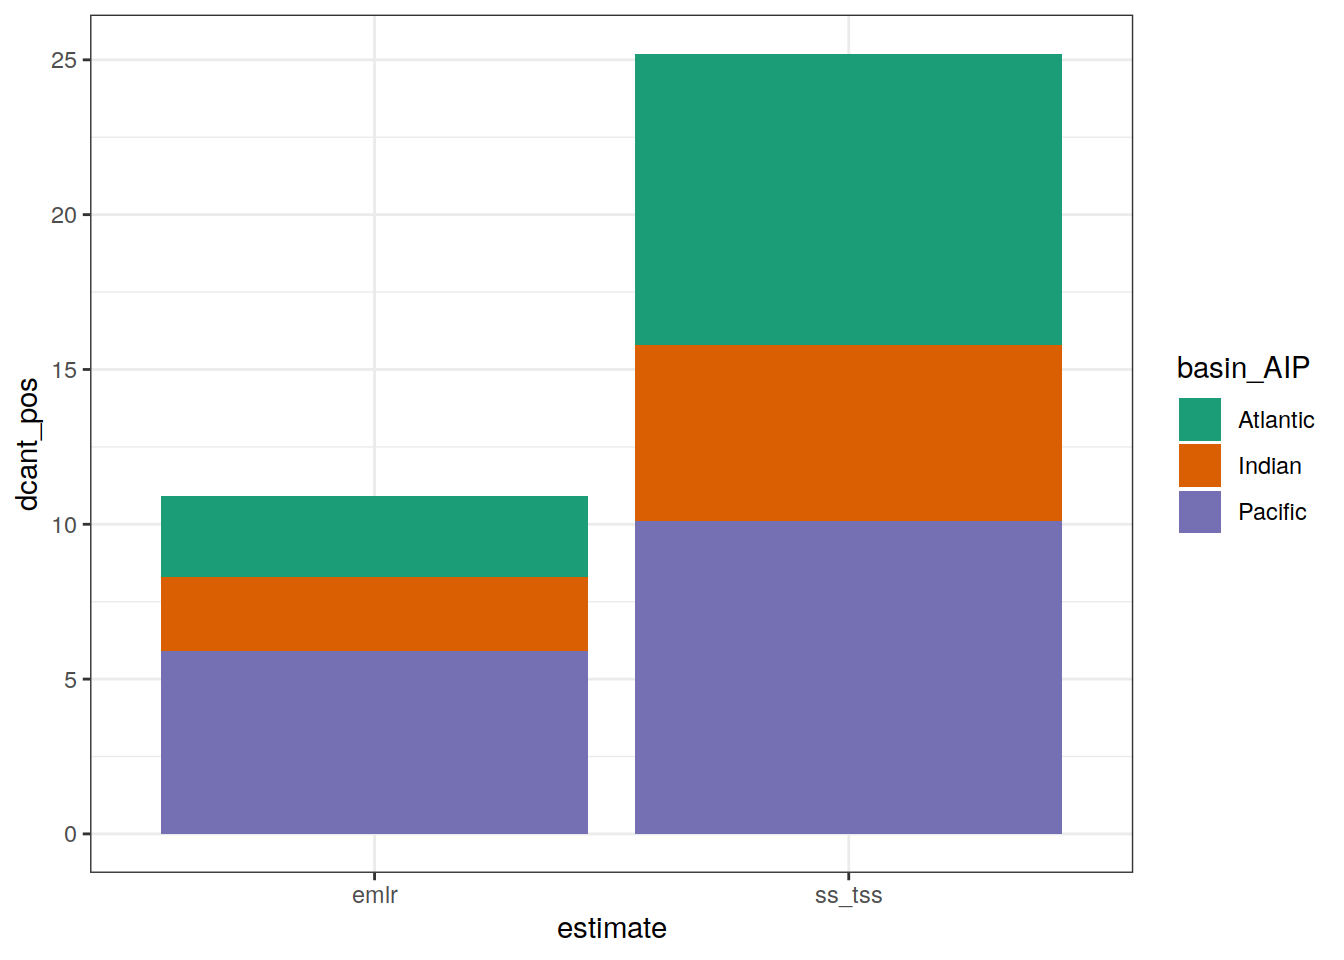 25
20
15
10
5
0
dcant_pos
emlr
ss_tss
estimate
basin_AIP
Atlantic
Indian
Pacific